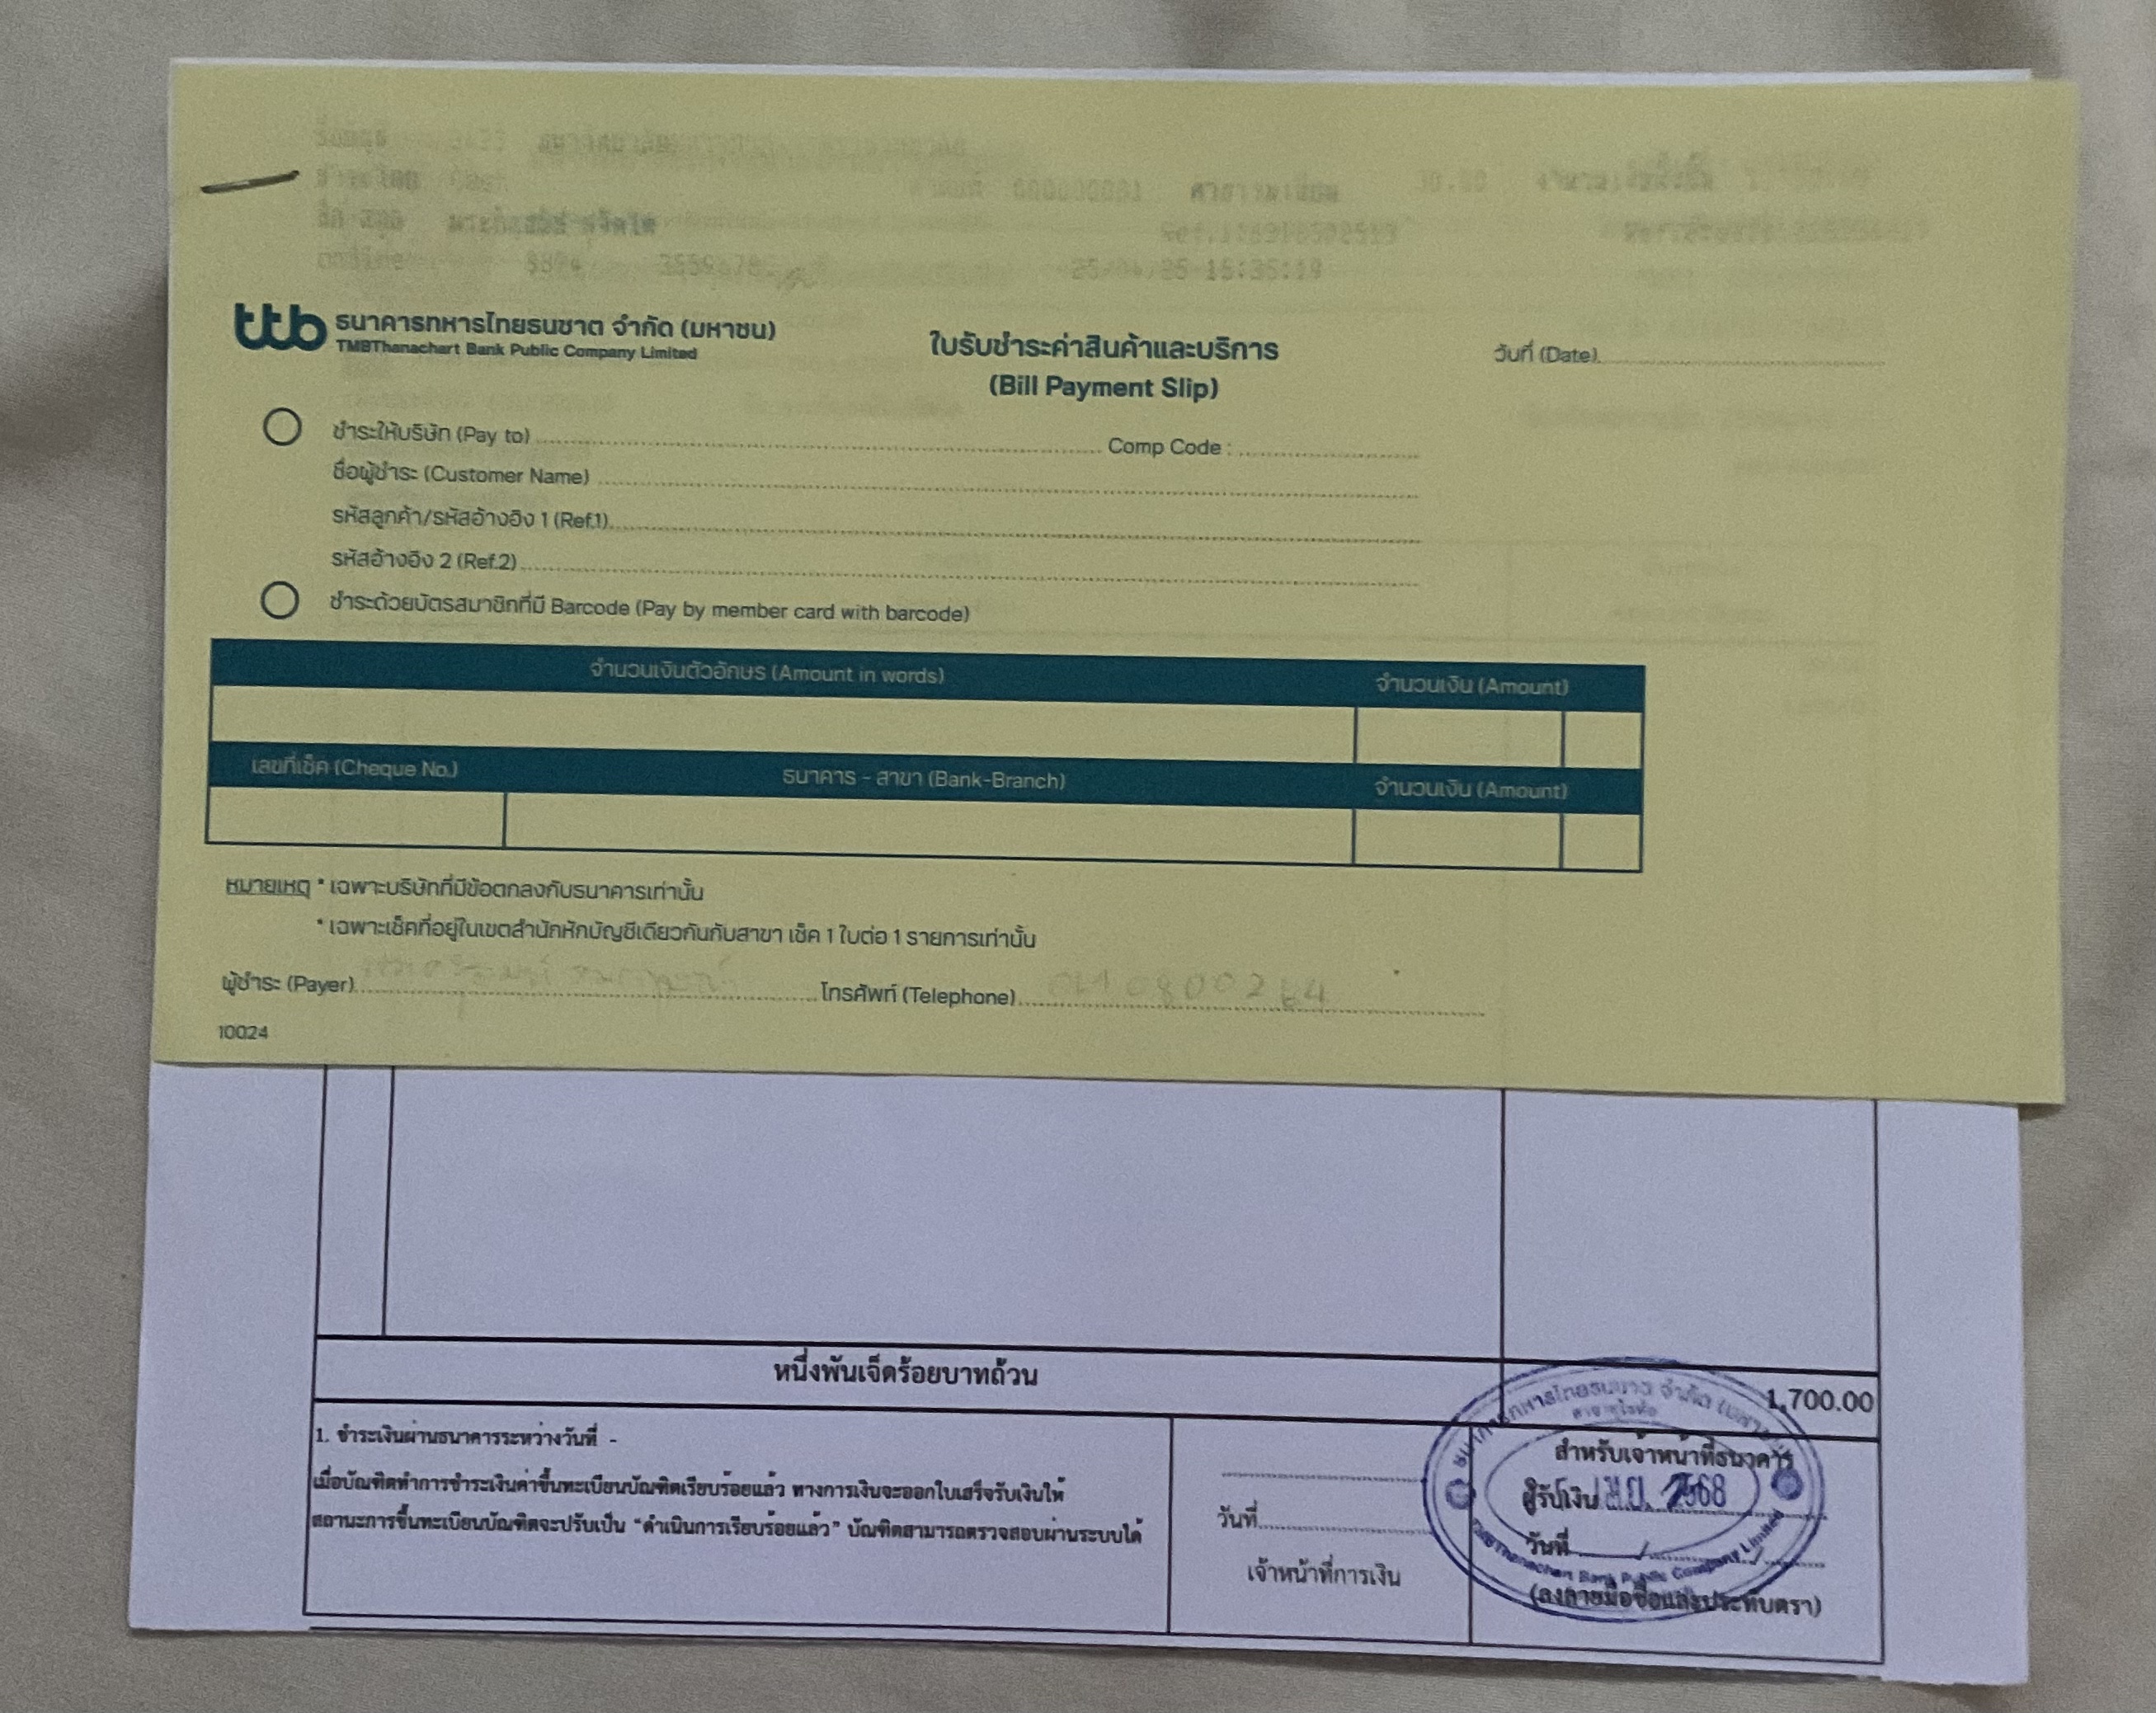 ttb ธนาคารทหารไทยธนชาต จำกัด (มหาชน)
TMBThanachart Bank Public Company Limited
ใบรับชำระค่าสินค้าและบริการ
(Bill Payment Slip)
วันที่ (Date)
ชำระให้บริษัท (Pay to) Comp Code :
ชื่อผู้ชำระ (Customer Name)
รหัสลูกค้า/รหัสอ้างอิง 1 (Ref.1)
รหัสอ้างอิง 2 (Ref.2)
ชำระด้วยบัตรสมาชิกที่มี Barcode (Pay by member card with barcode)
จำนวนเงินตัวอักษร (Amount in words) จำนวนเงิน (Amount)
เลขที่เช็ค (Cheque No.) ธนาคาร - สาขา (Bank-Branch) จำนวนเงิน (Amount)
หมายเหตุ * เฉพาะบริษัทที่มีข้อตกลงกับธนาคารเท่านั้น
* เฉพาะเช็คที่อยู่ในเขตสำนักหักบัญชีเดียวกันกับสาขา เช็ค 1 ใบต่อ 1 รายการเท่านั้น
ผู้ชำระ (Payer) โทรศัพท์ (Telephone)
10024
หนึ่งพันเจ็ดร้อยบาทถ้วน 1,700.00
1. ชำระเงินผ่านธนาคารระหว่างวันที่ -
เมื่อบัณฑิตทำการชำระเงินค่าขึ้นทะเบียนบัณฑิตเรียบร้อยแล้ว ทางการเงินจะออกใบเสร็จรับเงินให้
สถานะการขึ้นทะเบียนบัณฑิตจะปรับเป็น “ดำเนินการเรียบร้อยแล้ว” บัณฑิตสามารถตรวจสอบผ่านระบบได้
วันที่
เจ้าหน้าที่การเงิน
สำหรับเจ้าหน้าที่ธนาคาร
ผู้รับเงิน 2568
วันที่ / /
(ลงลายมือชื่อและประทับตรา)
TMBThanachart Bank Public Company Limited